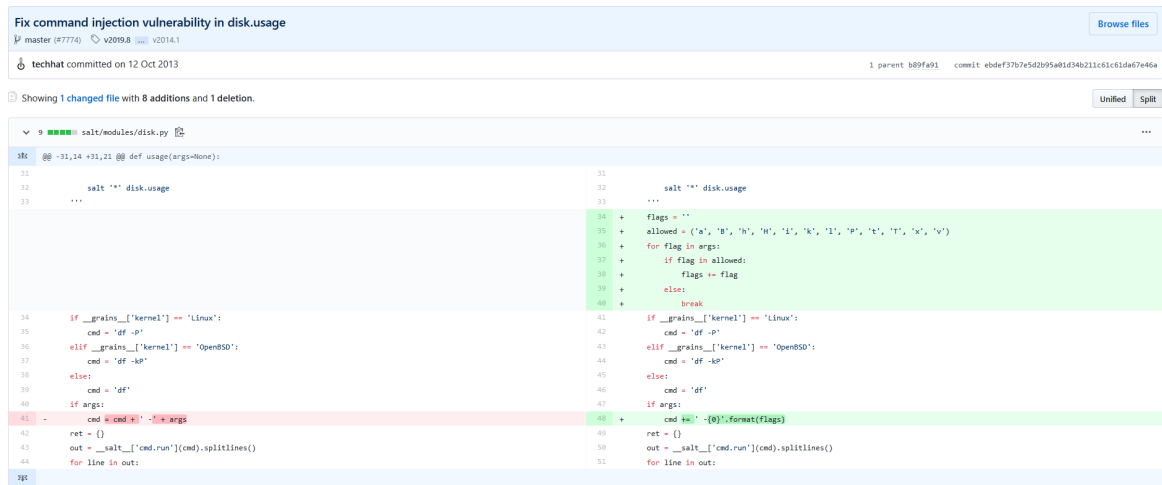 Fix command injection vulnerability in disk.usage
Browse files
master (#7774) v2019.8 ... v2014.1
techhat committed on 12 Oct 2013
1 parent b89fa91 commit ebdef37b7e5d2b95a01d34b211c61c61da67e46a
Showing 1 changed file with 8 additions and 1 deletion.
Unified Split
9 salt/modules/disk.py
@@ -31,14 +31,21 @@ def usage(args=None):
31 31
32 salt '*' disk.usage 32 salt '*' disk.usage
33 ''' 33 '''
34 + flags = ''
35 + allowed = ('a', 'B', 'h', 'H', 'i', 'k', 'l', 'P', 't', 'T', 'x', 'v')
36 + for flag in args:
37 + if flag in allowed:
38 + flags += flag
39 + else:
40 + break
34 if __grains__['kernel'] == 'Linux': 41 if __grains__['kernel'] == 'Linux':
35 cmd = 'df -P' 42 cmd = 'df -P'
36 elif __grains__['kernel'] == 'OpenBSD': 43 elif __grains__['kernel'] == 'OpenBSD':
37 cmd = 'df -kP' 44 cmd = 'df -kP'
38 else: 45 else:
39 cmd = 'df' 46 cmd = 'df'
40 if args: 47 if args:
41 - cmd = cmd + ' -' + args 48 + cmd += ' -{0}'.format(flags)
42 ret = {} 49 ret = {}
43 out = __salt__['cmd.run'](cmd).splitlines() 50 out = __salt__['cmd.run'](cmd).splitlines()
44 for line in out: 51 for line in out: